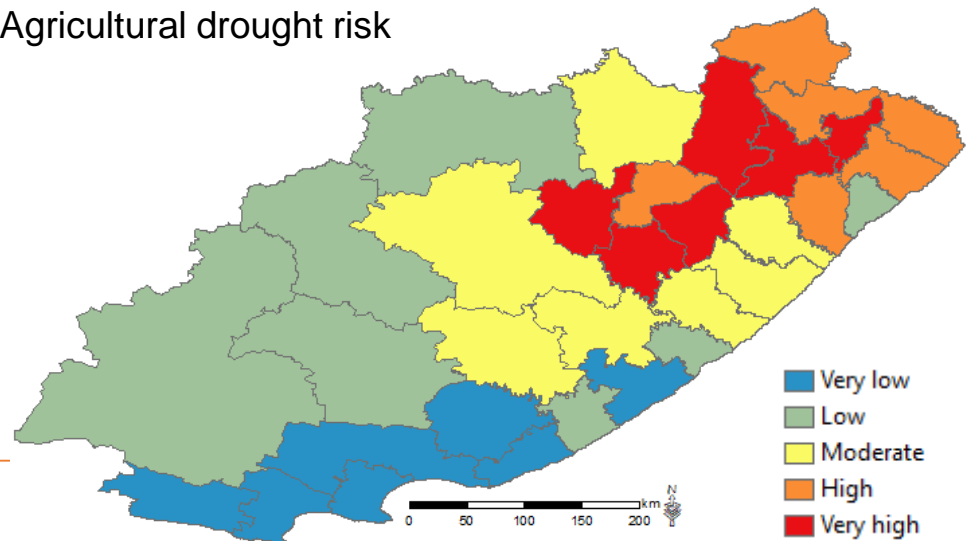 Agricultural drought risk
Very low
Low
Moderate
High
Very high
km
N
0 50 100 150 200